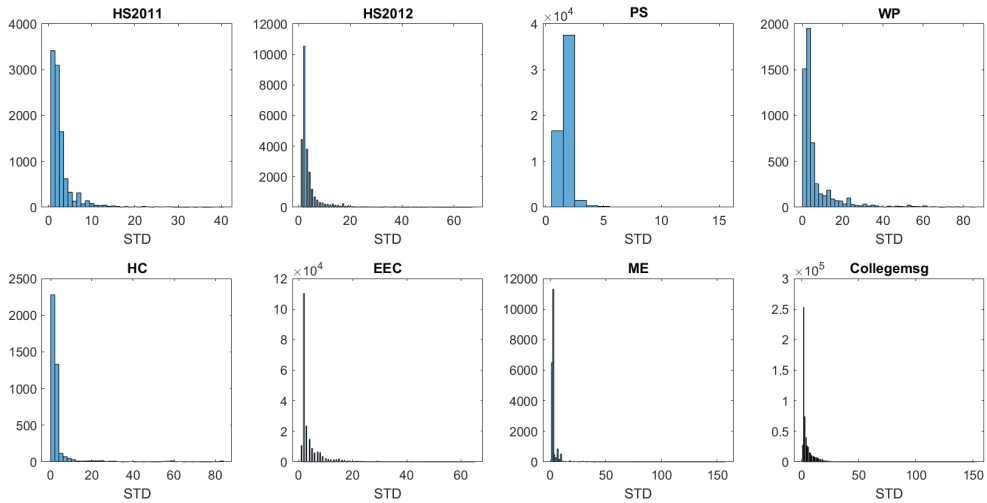 HS2011
4000
3000
2000
1000
0
0 10 20 30 40
STD
HS2012
12000
10000
8000
6000
4000
2000
0
0 20 40 60
STD
PS
×10^4
4
3
2
1
0
0 5 10 15
STD
WP
2000
1500
1000
500
0
0 20 40 60 80
STD
HC
2500
2000
1500
1000
500
0
0 20 40 60 80
STD
EEC
×10^4
12
10
8
6
4
2
0
0 20 40 60
STD
ME
12000
10000
8000
6000
4000
2000
0
0 50 100 150
STD
Collegemsg
×10^5
3
2.5
2
1.5
1
0.5
0
0 50 100 150
STD